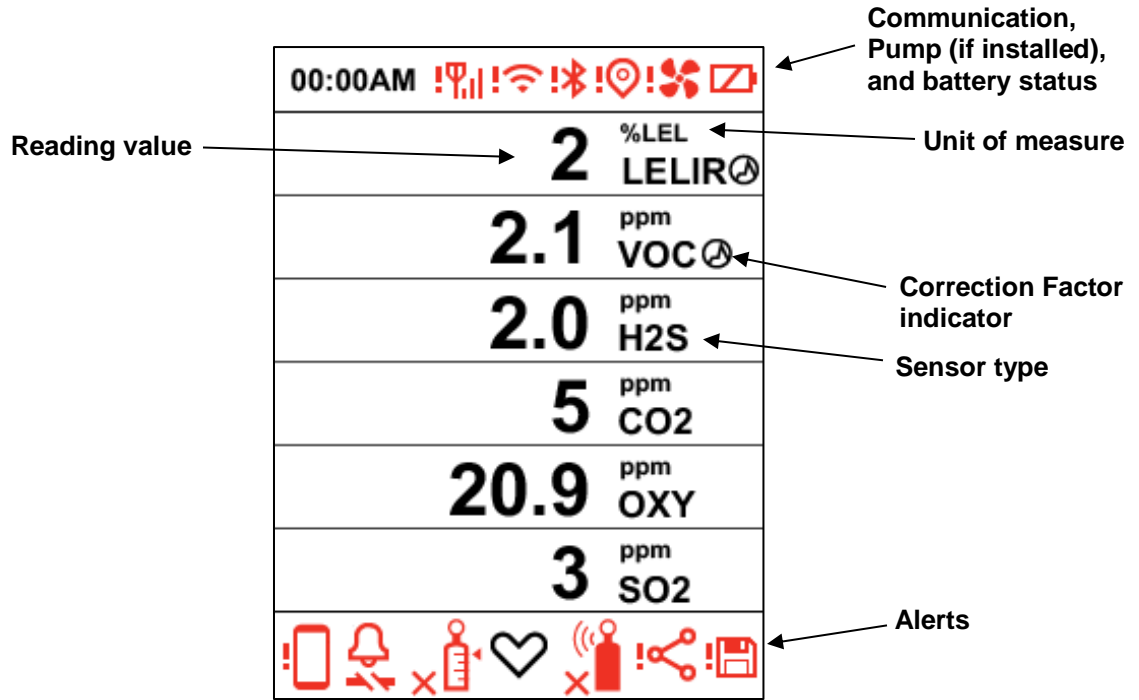 Communication,
Pump (if installed),
and battery status
00:00AM ! ! ! ! !
Reading value
2 %LEL
LELIR
Unit of measure
2.1 ppm
VOC
Correction Factor
indicator
2.0 ppm
H2S
Sensor type
5 ppm
CO2
20.9 ppm
OXY
3 ppm
SO2
Alerts
! ! !